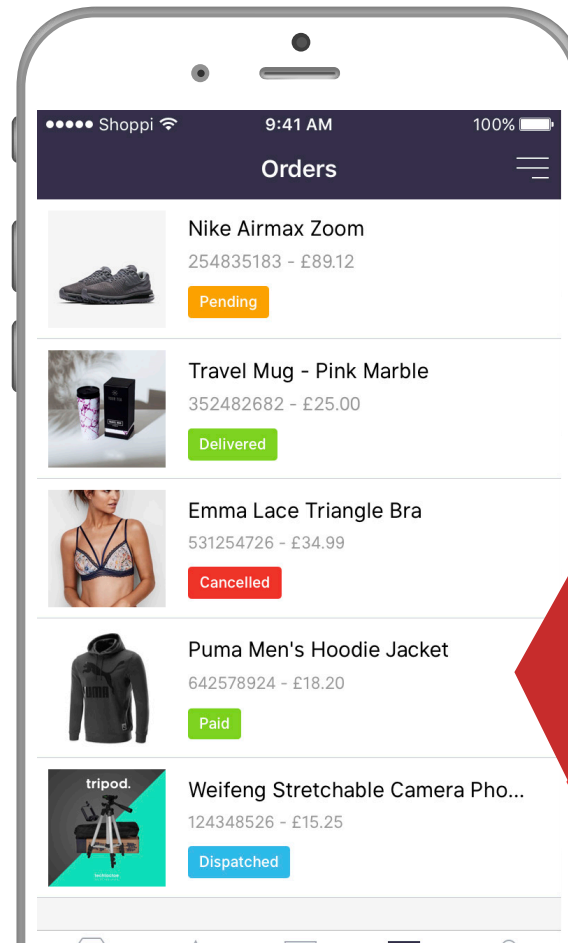 ●●●●● Shoppi
9:41 AM
100%
Orders
Nike Airmax Zoom
254835183 - £89.12
Pending
Travel Mug - Pink Marble
352482682 - £25.00
Delivered
Emma Lace Triangle Bra
531254726 - £34.99
Cancelled
PUMA
Puma Men's Hoodie Jacket
642578924 - £18.20
Paid
tripod.
Weifeng Stretchable Camera Pho...
124348526 - £15.25
Dispatched